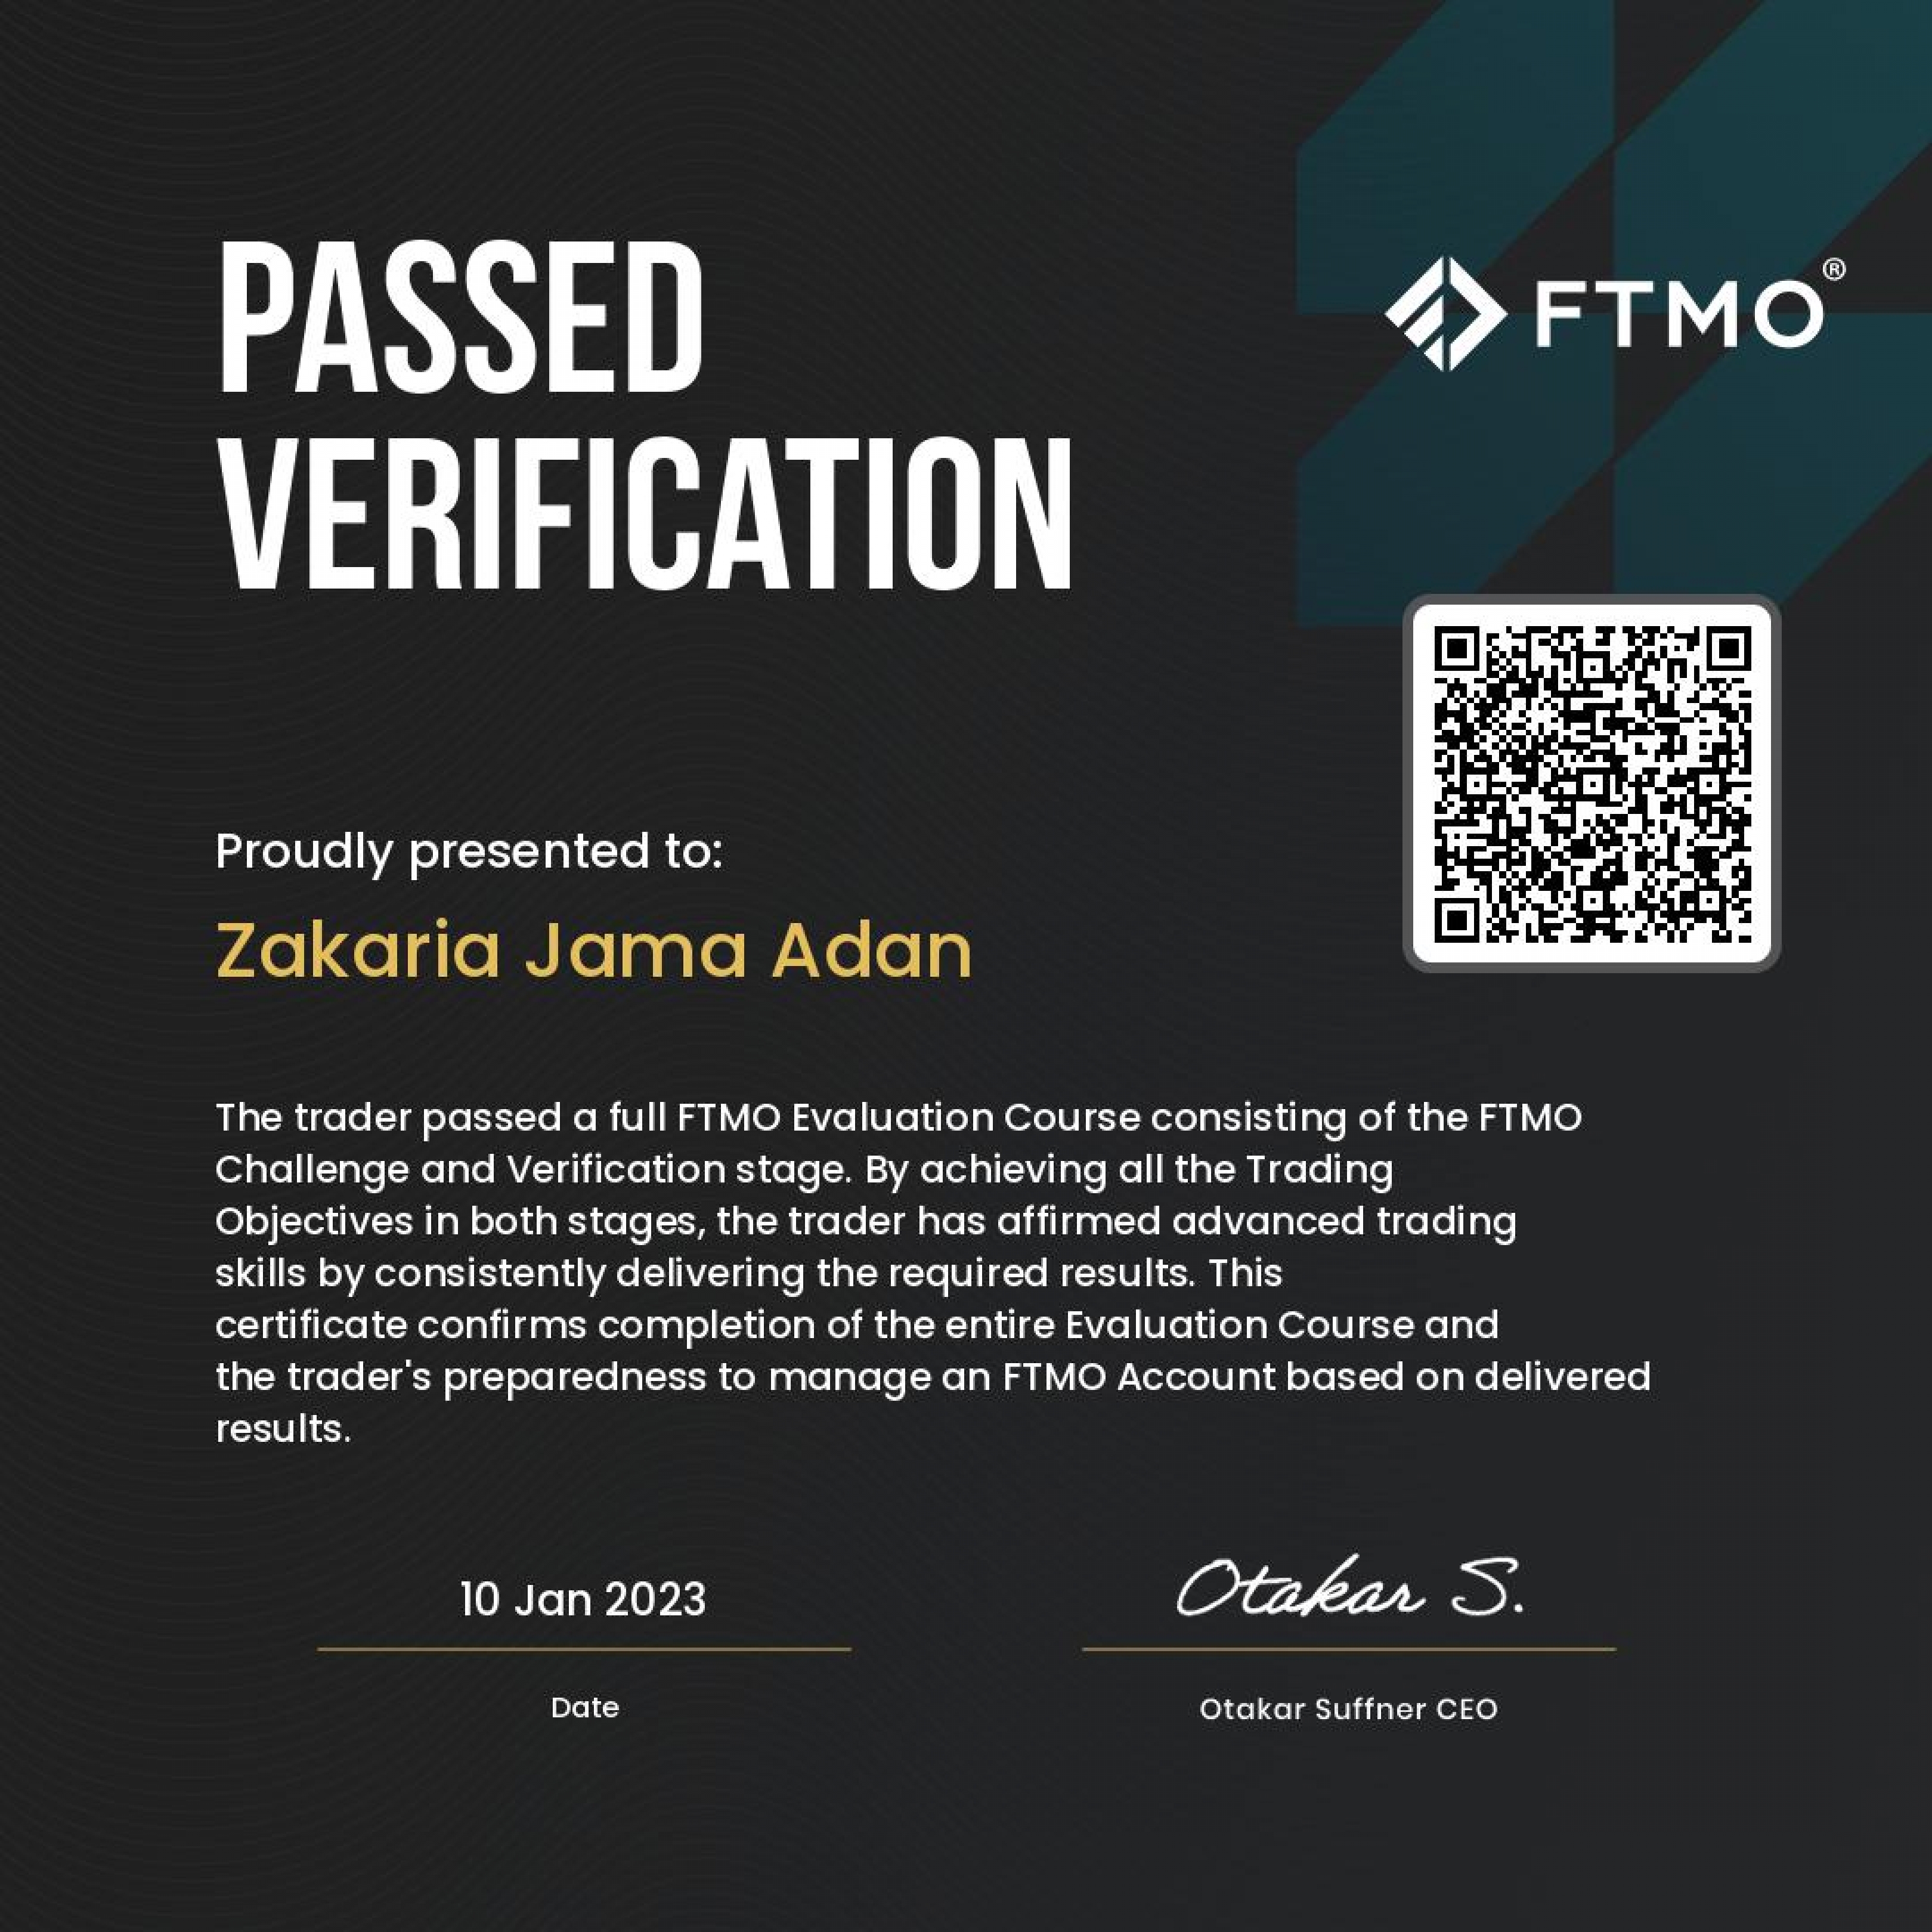 PASSED
VERIFICATION
FTMO®
Proudly presented to:
Zakaria Jama Adan
The trader passed a full FTMO Evaluation Course consisting of the FTMO
Challenge and Verification stage. By achieving all the Trading
Objectives in both stages, the trader has affirmed advanced trading
skills by consistently delivering the required results. This
certificate confirms completion of the entire Evaluation Course and
the trader's preparedness to manage an FTMO Account based on delivered
results.
10 Jan 2023
Date
Otakar S.
Otakar Suffner CEO